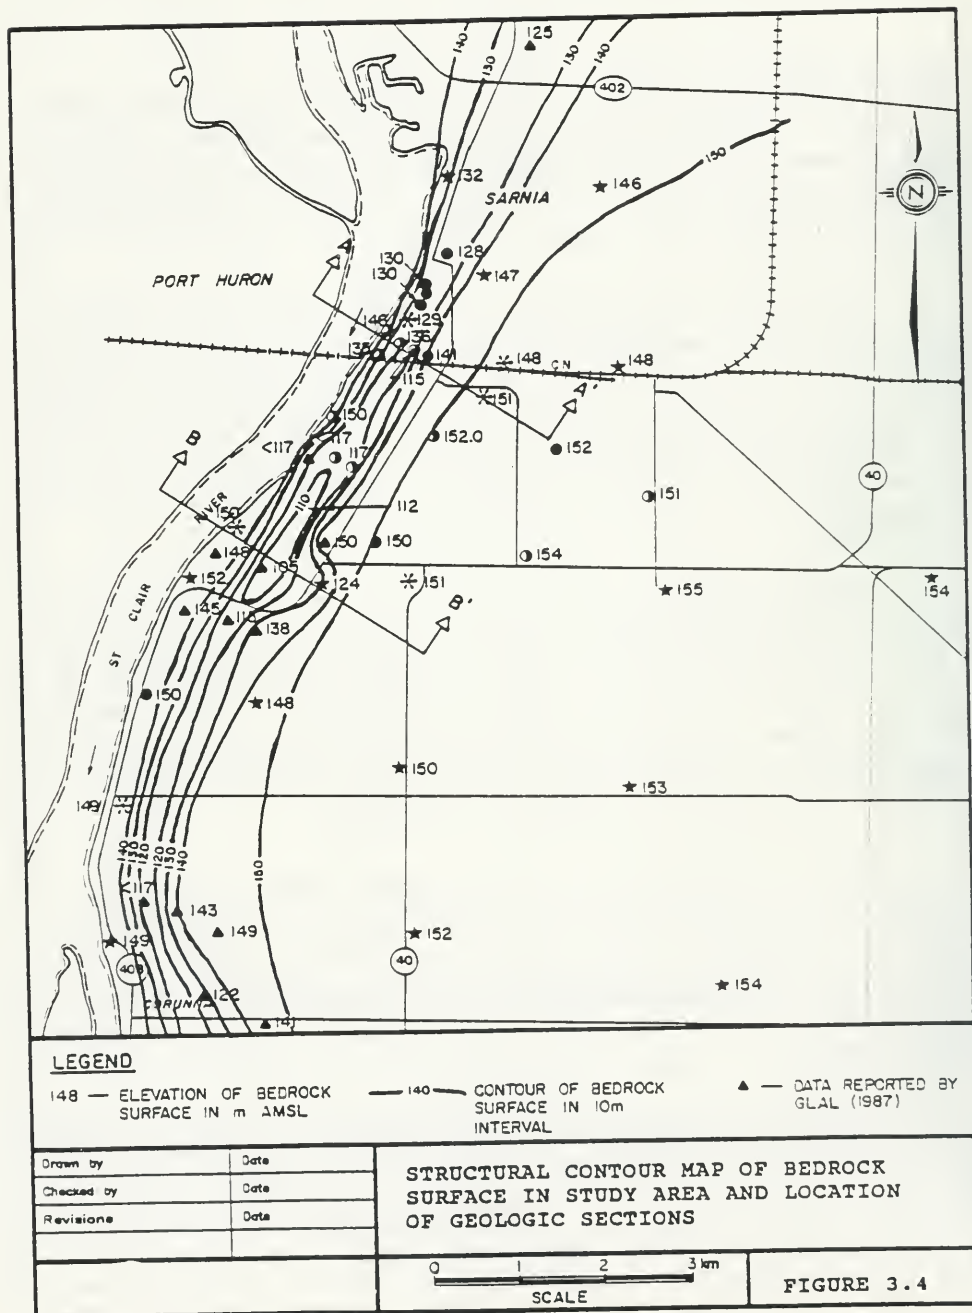 125
140
130
130
140
402
150
132
146
SARNIA
N
128
130
130
147
A
PORT HURON
129
146
136
135
141
148
148
CN
115
A'
151
150
152.0
152
<117
117
117
B
40
151
110
112
RIVER
150
150
150
154
148
105
152
124
151
155
154
CLAIR
145
B'
138
ST
150
148
150
153
149
140
130
120
120
130
140
150
<117
143
149
149
152
403
40
122
154
CORUNNA
141
LEGEND
148 — ELEVATION OF BEDROCK
SURFACE IN m AMSL
140 CONTOUR OF BEDROCK
SURFACE IN 10m
INTERVAL
▲ — DATA REPORTED BY
GLAL (1987)
Drawn by Date
Checked by Date
Revisions Date
STRUCTURAL CONTOUR MAP OF BEDROCK
SURFACE IN STUDY AREA AND LOCATION
OF GEOLOGIC SECTIONS
0 1 2 3 km
SCALE
FIGURE 3.4